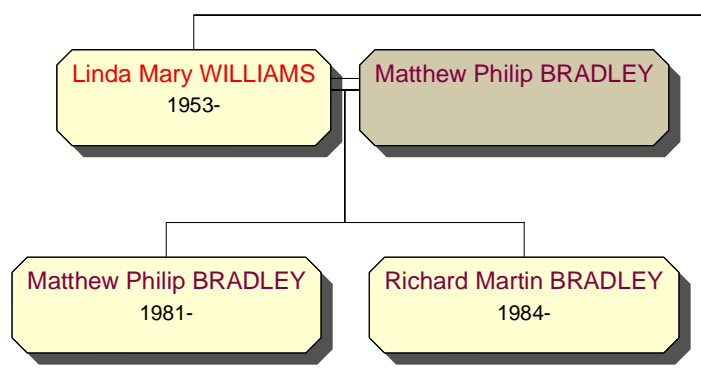 Linda Mary WILLIAMS
1953-
Matthew Philip BRADLEY
Matthew Philip BRADLEY
1981-
Richard Martin BRADLEY
1984-